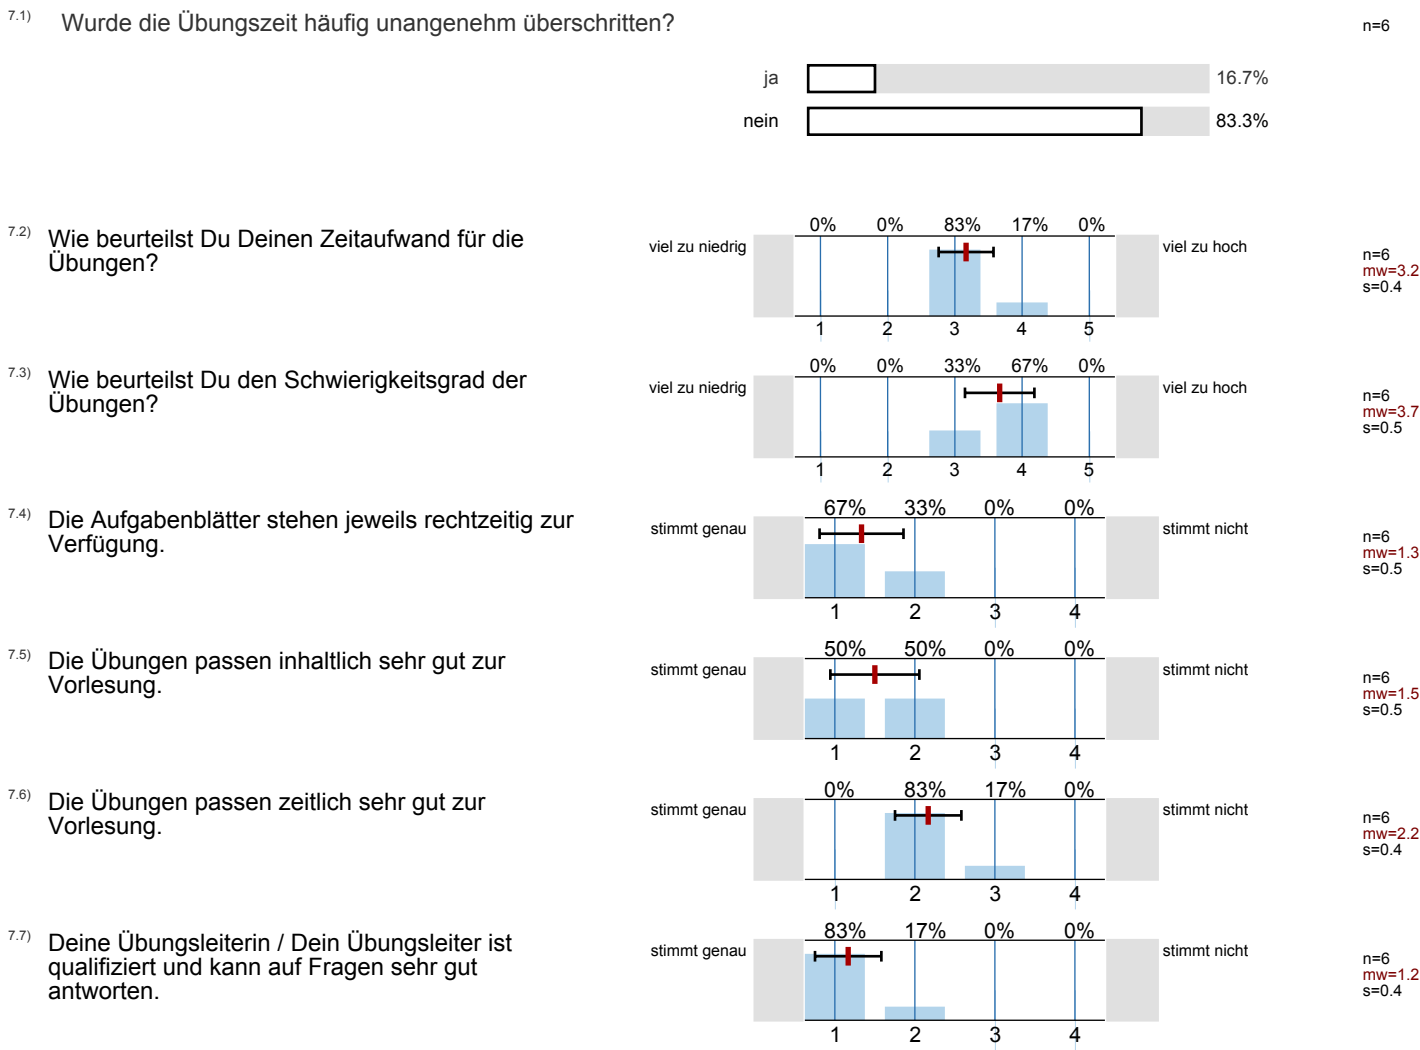 7.1) Wurde die Übungszeit häufig unangenehm überschritten?
n=6
ja 16.7%
nein 83.3%
7.2) Wie beurteilst Du Deinen Zeitaufwand für die
Übungen?
viel zu niedrig
0% 0% 83% 17% 0%
1 2 3 4 5
viel zu hoch
n=6
mw=3.2
s=0.4
7.3) Wie beurteilst Du den Schwierigkeitsgrad der
Übungen?
viel zu niedrig
0% 0% 33% 67% 0%
1 2 3 4 5
viel zu hoch
n=6
mw=3.7
s=0.5
7.4) Die Aufgabenblätter stehen jeweils rechtzeitig zur
Verfügung.
stimmt genau
67% 33% 0% 0%
1 2 3 4
stimmt nicht
n=6
mw=1.3
s=0.5
7.5) Die Übungen passen inhaltlich sehr gut zur
Vorlesung.
stimmt genau
50% 50% 0% 0%
1 2 3 4
stimmt nicht
n=6
mw=1.5
s=0.5
7.6) Die Übungen passen zeitlich sehr gut zur
Vorlesung.
stimmt genau
0% 83% 17% 0%
1 2 3 4
stimmt nicht
n=6
mw=2.2
s=0.4
7.7) Deine Übungsleiterin / Dein Übungsleiter ist
qualifiziert und kann auf Fragen sehr gut
antworten.
stimmt genau
83% 17% 0% 0%
1 2 3 4
stimmt nicht
n=6
mw=1.2
s=0.4